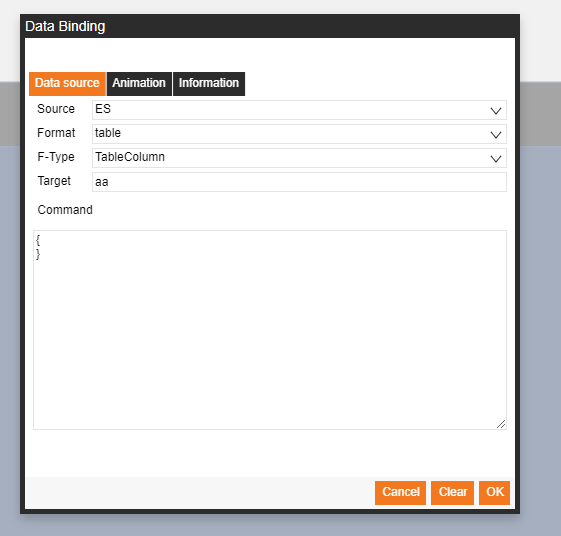 Data Binding
Data source Animation Information
Source ES
Format table
F-Type TableColumn
Target aa
Command
{
}
Cancel Clear OK